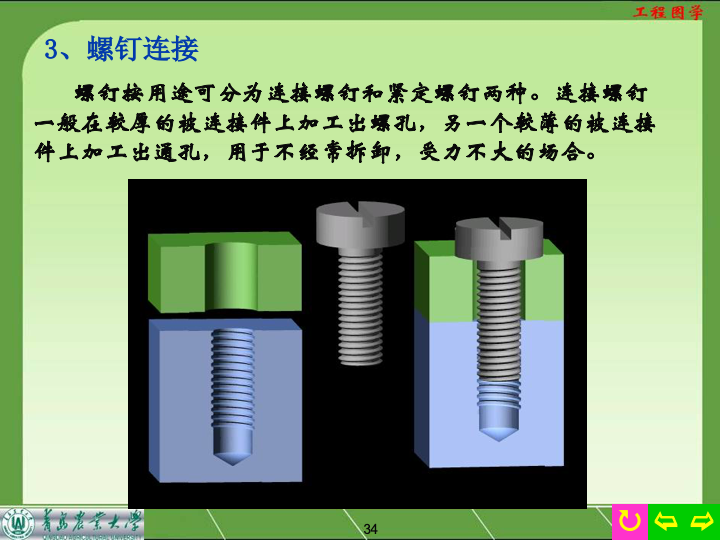 工程图学
3、螺钉连接
螺钉按用途可分为连接螺钉和紧定螺钉两种。连接螺钉
一般在较厚的被连接件上加工出螺孔，另一个较薄的被连接
件上加工出通孔，用于不经常拆卸，受力不大的场合。
青岛农业大学
34